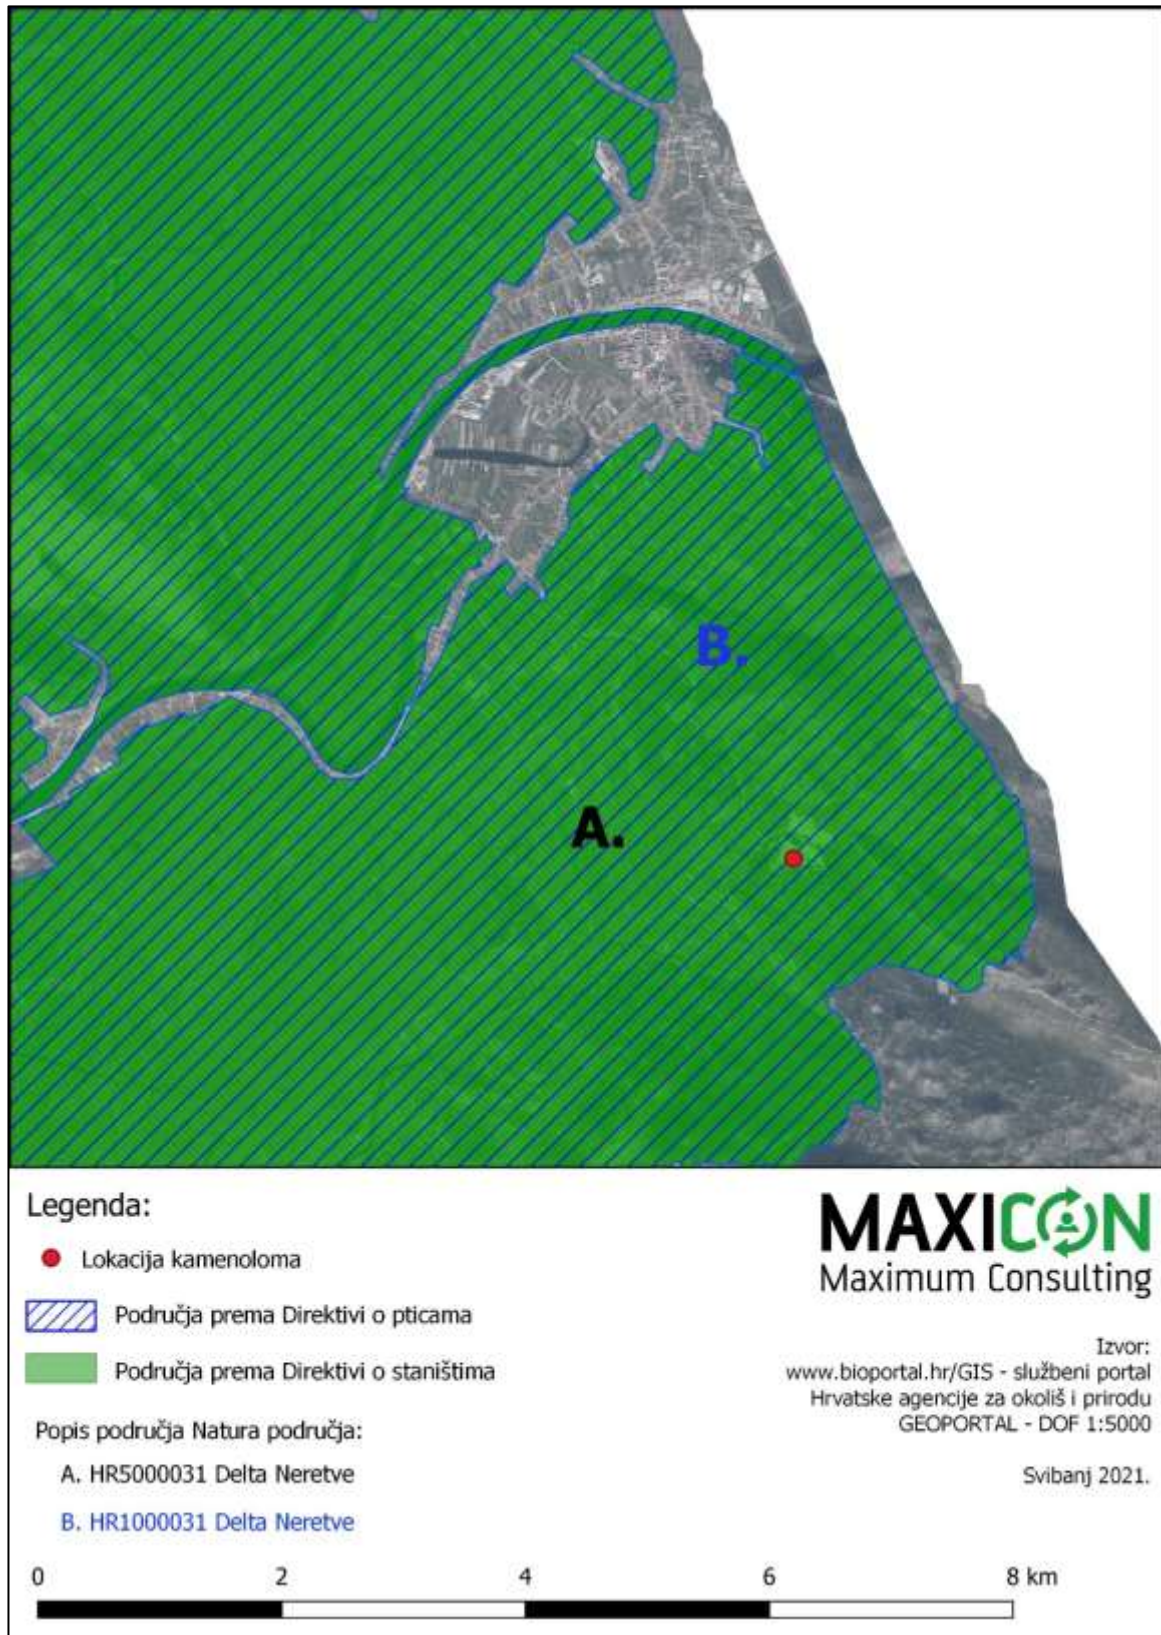 B.
A.
Legenda:
Lokacija kamenoloma
Područja prema Direktivi o pticama
Područja prema Direktivi o staništima
Popis područja Natura područja:
A. HR5000031 Delta Neretve
B. HR1000031 Delta Neretve
MAXICON
Maximum Consulting
Izvor:
www.bioportal.hr/GIS - službeni portal
Hrvatske agencije za okoliš i prirodu
GEOPORTAL - DOF 1:5000
Svibanj 2021.
0 2 4 6 8 km